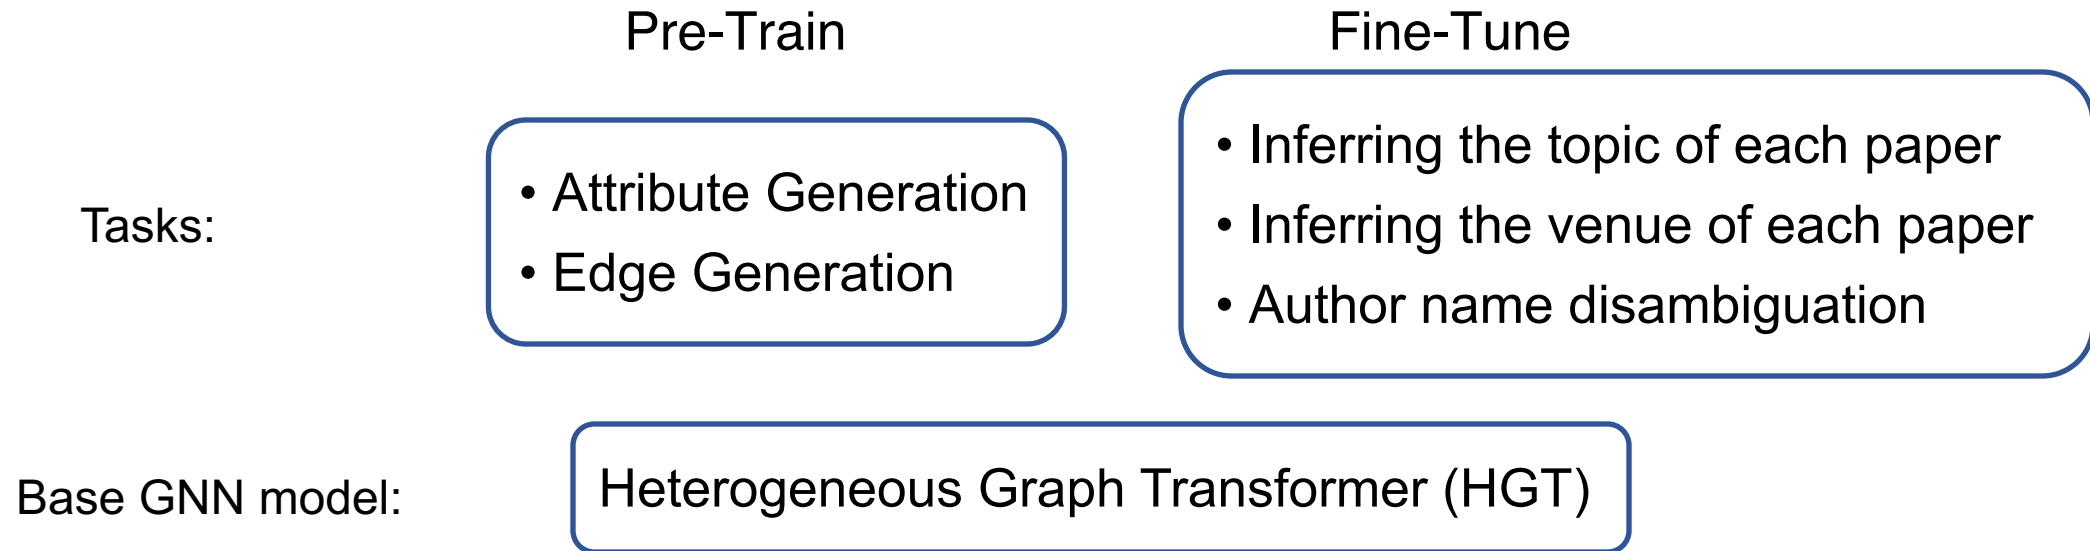 Pre-Train
Fine-Tune
Tasks:
• Attribute Generation
• Edge Generation
• Inferring the topic of each paper
• Inferring the venue of each paper
• Author name disambiguation
Base GNN model:
Heterogeneous Graph Transformer (HGT)